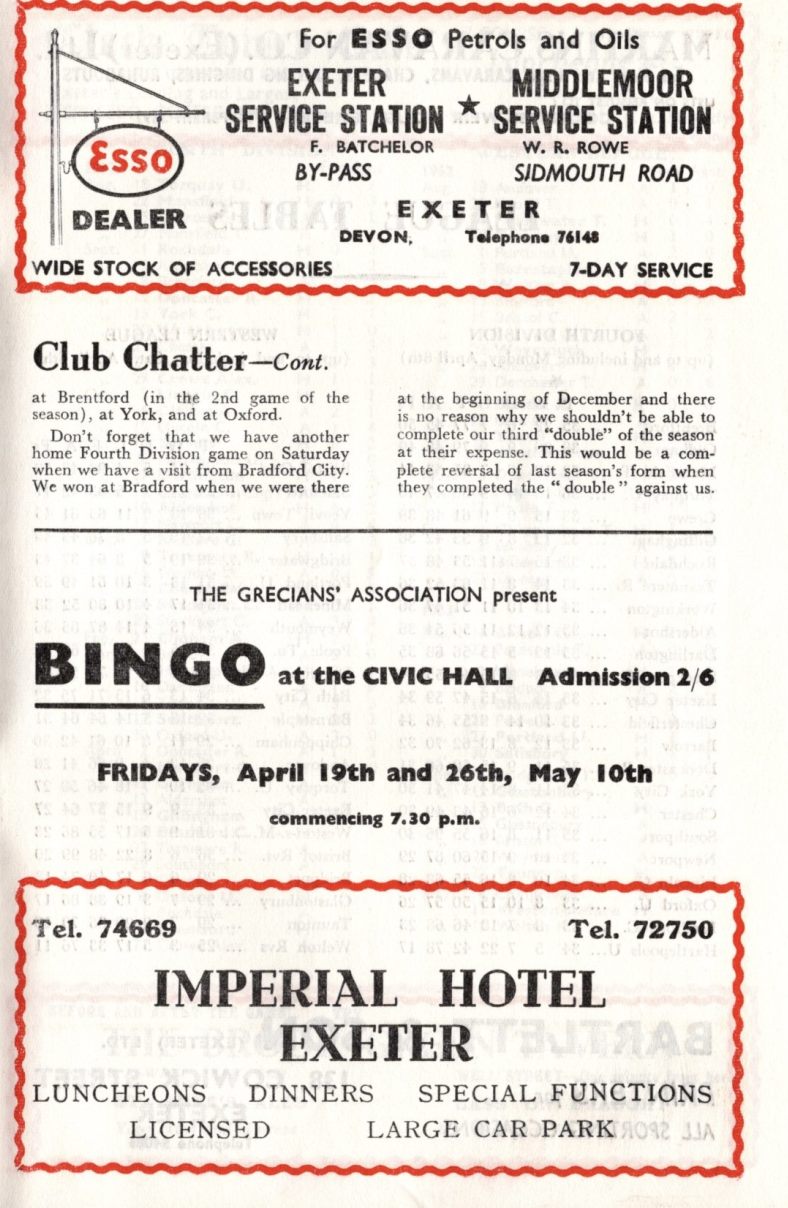 For ESSO Petrols and Oils
EXETER SERVICE STATION
F. BATCHELOR
BY-PASS
★
MIDDLEMOOR SERVICE STATION
W. R. ROWE
SIDMOUTH ROAD
Esso
DEALER
EXETER
DEVON, Telephone 76148
WIDE STOCK OF ACCESSORIES 7-DAY SERVICE
Club Chatter—Cont.
at Brentford (in the 2nd game of the
season), at York, and at Oxford.
Don't forget that we have another
home Fourth Division game on Saturday
when we have a visit from Bradford City.
We won at Bradford when we were there
at the beginning of December and there
is no reason why we shouldn't be able to
complete our third "double" of the season
at their expense. This would be a com-
plete reversal of last season's form when
they completed the "double" against us.
THE GRECIANS' ASSOCIATION present
BINGO at the CIVIC HALL Admission 2/6
FRIDAYS, April 19th and 26th, May 10th
commencing 7.30 p.m.
Tel. 74669 Tel. 72750
IMPERIAL HOTEL
EXETER
LUNCHEONS DINNERS SPECIAL FUNCTIONS
LICENSED LARGE CAR PARK